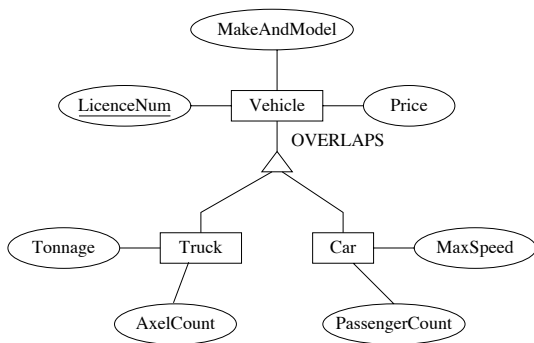 MakeAndModel
LicenceNum
Vehicle
Price
OVERLAPS
Tonnage
Truck
Car
MaxSpeed
AxelCount
PassengerCount